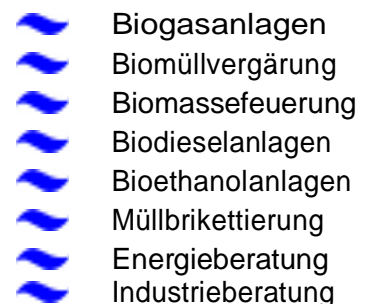 Biogasanlagen
Biomüllvergärung
Biomassefeuerung
Biodieselanlagen
Bioethanolanlagen
Müllbrikettierung
Energieberatung
Industrieberatung